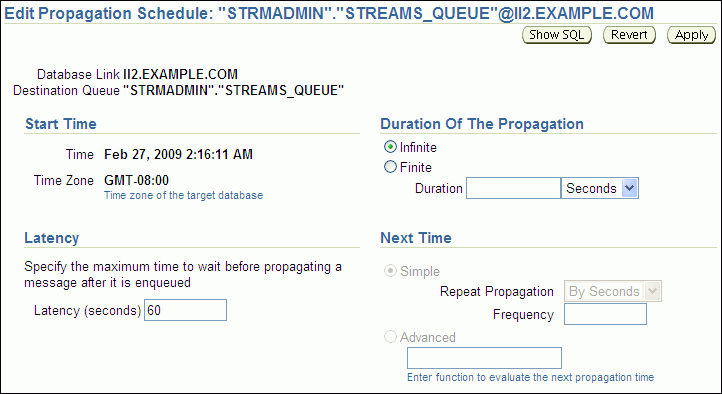 Edit Propagation Schedule: "STRMADMIN"."STREAMS_QUEUE"@II2.EXAMPLE.COM
Show SQL Revert Apply
Database Link II2.EXAMPLE.COM
Destination Queue "STRMADMIN"."STREAMS_QUEUE"
Start Time
Time Feb 27, 2009 2:16:11 AM
Time Zone GMT-08:00
Time zone of the target database
Duration Of The Propagation
Infinite
Finite
Duration Seconds
Latency
Specify the maximum time to wait before propagating a
message after it is enqueued
Latency (seconds) 60
Next Time
Simple
Repeat Propagation By Seconds
Frequency
Advanced
Enter function to evaluate the next propagation time